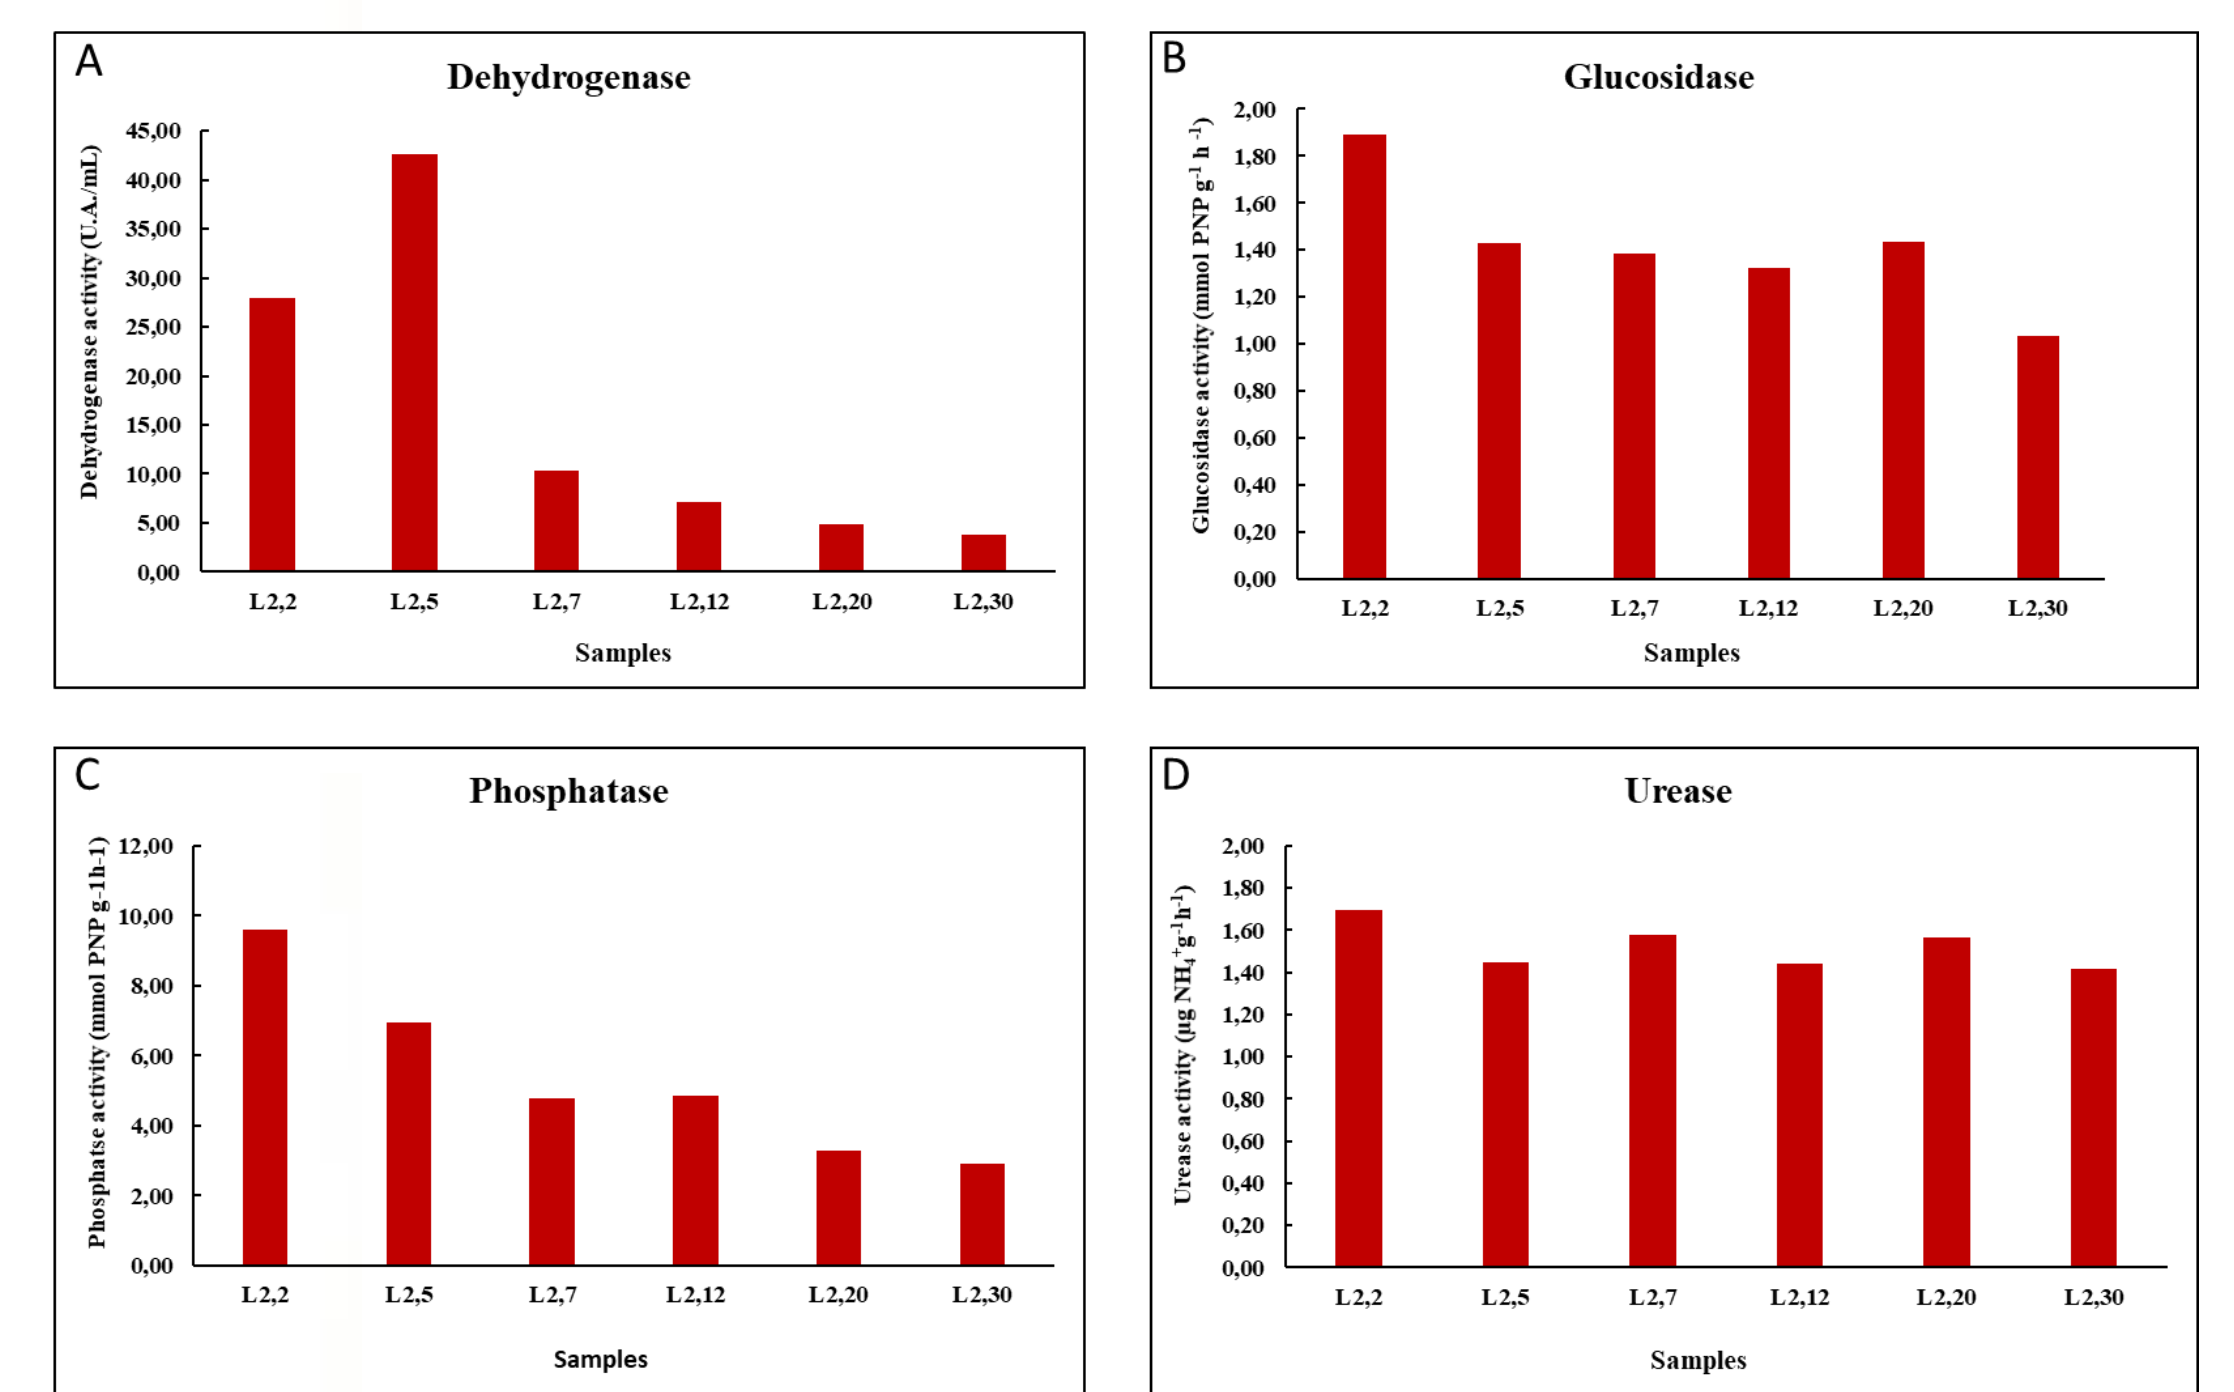 A
Dehydrogenase
Dehydrogenase activity (U.A./mL)
45,00
40,00
35,00
30,00
25,00
20,00
15,00
10,00
5,00
0,00
L2,2 L2,5 L2,7 L2,12 L2,20 L2,30
Samples
B
Glucosidase
Glucosidase activity (mmol PNP g⁻¹ h ⁻¹)
2,00
1,80
1,60
1,40
1,20
1,00
0,80
0,60
0,40
0,20
0,00
L2,2 L2,5 L2,7 L2,12 L2,20 L2,30
Samples
C
Phosphatase
Phosphatse activity (mmol PNP g-1h-1)
12,00
10,00
8,00
6,00
4,00
2,00
0,00
L2,2 L2,5 L2,7 L2,12 L2,20 L2,30
Samples
D
Urease
Urease activity (µg NH₄⁺g⁻¹h⁻¹)
2,00
1,80
1,60
1,40
1,20
1,00
0,80
0,60
0,40
0,20
0,00
L2,2 L2,5 L2,7 L2,12 L2,20 L2,30
Samples